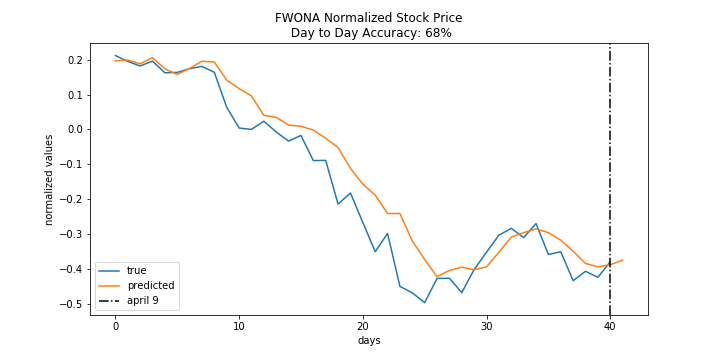 FWONA Normalized Stock Price
Day to Day Accuracy: 68%
normalized values
0.2
0.1
0.0
−0.1
−0.2
−0.3
−0.4
−0.5
true
predicted
april 9
0 10 20 30 40
days